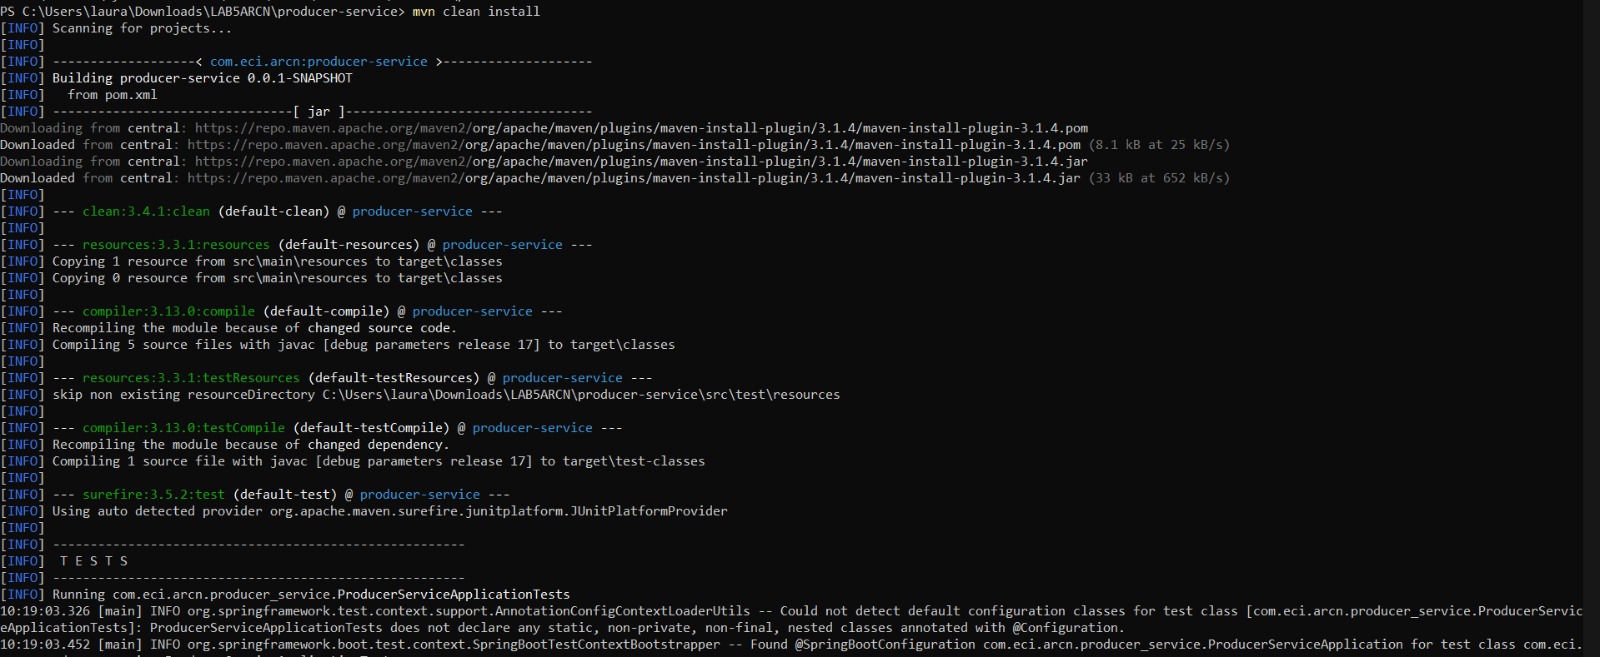 PS C:\Users\laura\Downloads\LAB5ARCN\producer-service> mvn clean install
[INFO] Scanning for projects...
[INFO]
[INFO] -------------------< com.eci.arcn:producer-service >--------------------
[INFO] Building producer-service 0.0.1-SNAPSHOT
[INFO]   from pom.xml
[INFO] --------------------------------[ jar ]---------------------------------
Downloading from central: https://repo.maven.apache.org/maven2/org/apache/maven/plugins/maven-install-plugin/3.1.4/maven-install-plugin-3.1.4.pom
Downloaded from central: https://repo.maven.apache.org/maven2/org/apache/maven/plugins/maven-install-plugin/3.1.4/maven-install-plugin-3.1.4.pom (8.1 kB at 25 kB/s)
Downloading from central: https://repo.maven.apache.org/maven2/org/apache/maven/plugins/maven-install-plugin/3.1.4/maven-install-plugin-3.1.4.jar
Downloaded from central: https://repo.maven.apache.org/maven2/org/apache/maven/plugins/maven-install-plugin/3.1.4/maven-install-plugin-3.1.4.jar (33 kB at 652 kB/s)
[INFO]
[INFO] --- clean:3.4.1:clean (default-clean) @ producer-service ---
[INFO]
[INFO] --- resources:3.3.1:resources (default-resources) @ producer-service ---
[INFO] Copying 1 resource from src\main\resources to target\classes
[INFO] Copying 0 resource from src\main\resources to target\classes
[INFO]
[INFO] --- compiler:3.13.0:compile (default-compile) @ producer-service ---
[INFO] Recompiling the module because of changed source code.
[INFO] Compiling 5 source files with javac [debug parameters release 17] to target\classes
[INFO]
[INFO] --- resources:3.3.1:testResources (default-testResources) @ producer-service ---
[INFO] skip non existing resourceDirectory C:\Users\laura\Downloads\LAB5ARCN\producer-service\src\test\resources
[INFO]
[INFO] --- compiler:3.13.0:testCompile (default-testCompile) @ producer-service ---
[INFO] Recompiling the module because of changed dependency.
[INFO] Compiling 1 source file with javac [debug parameters release 17] to target\test-classes
[INFO]
[INFO] --- surefire:3.5.2:test (default-test) @ producer-service ---
[INFO] Using auto detected provider org.apache.maven.surefire.junitplatform.JUnitPlatformProvider
[INFO]
[INFO] -------------------------------------------------------
[INFO]  T E S T S
[INFO] -------------------------------------------------------
[INFO] Running com.eci.arcn.producer_service.ProducerServiceApplicationTests
10:19:03.326 [main] INFO org.springframework.test.context.support.AnnotationConfigContextLoaderUtils -- Could not detect default configuration classes for test class [com.eci.arcn.producer_service.ProducerServic
eApplicationTests]: ProducerServiceApplicationTests does not declare any static, non-private, non-final, nested classes annotated with @Configuration.
10:19:03.452 [main] INFO org.springframework.boot.test.context.SpringBootTestContextBootstrapper -- Found @SpringBootConfiguration com.eci.arcn.producer_service.ProducerServiceApplication for test class com.eci.